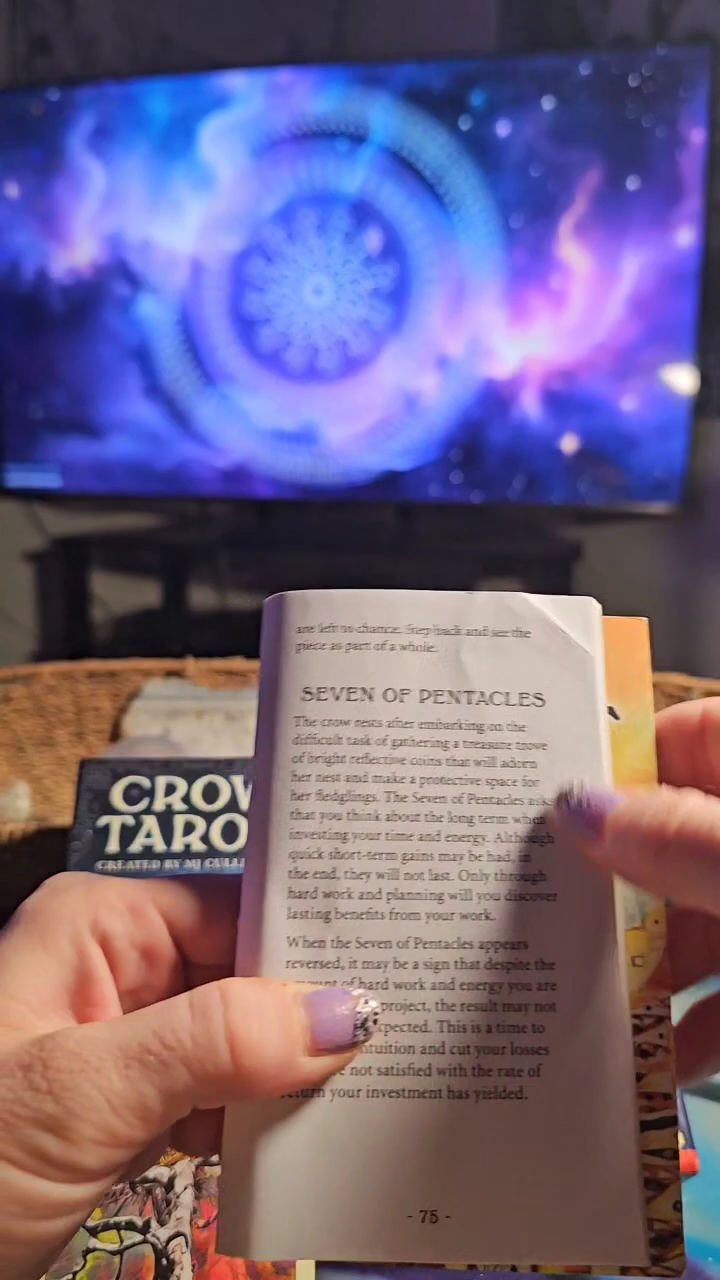 are left to chance. Step back and see the
piece as part of a whole.
SEVEN OF PENTACLES
The crow rests after embarking on the
difficult task of gathering a treasure trove
of bright reflective coins that will adorn
her nest and make a protective space for
her fledglings. The Seven of Pentacles asks
that you think about the long term when
investing your time and energy. Although
quick short-term gains may be had, in
the end, they will not last. Only through
hard work and planning will you discover
lasting benefits from your work.
When the Seven of Pentacles appears
reversed, it may be a sign that despite the
of hard work and energy you are
project, the result may not
This is a time to
and cut your losses
not satisfied with the rate of
your investment has yielded.
- 75 -
CROW
TARO
CREATED BY MJ CULL